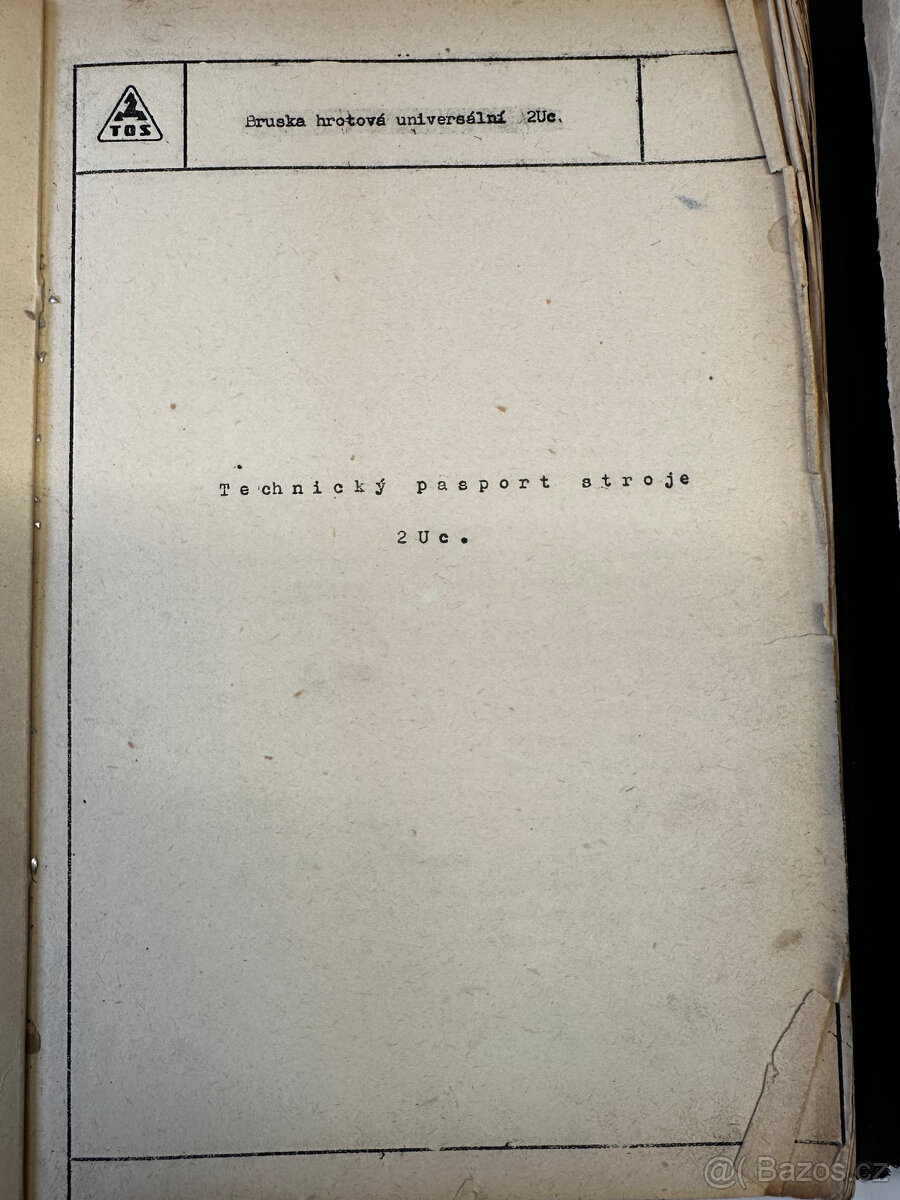 TOS
Bruska hrotová universální 2Uc.
Technický pasport stroje
2Uc.
@( Bazos.cz